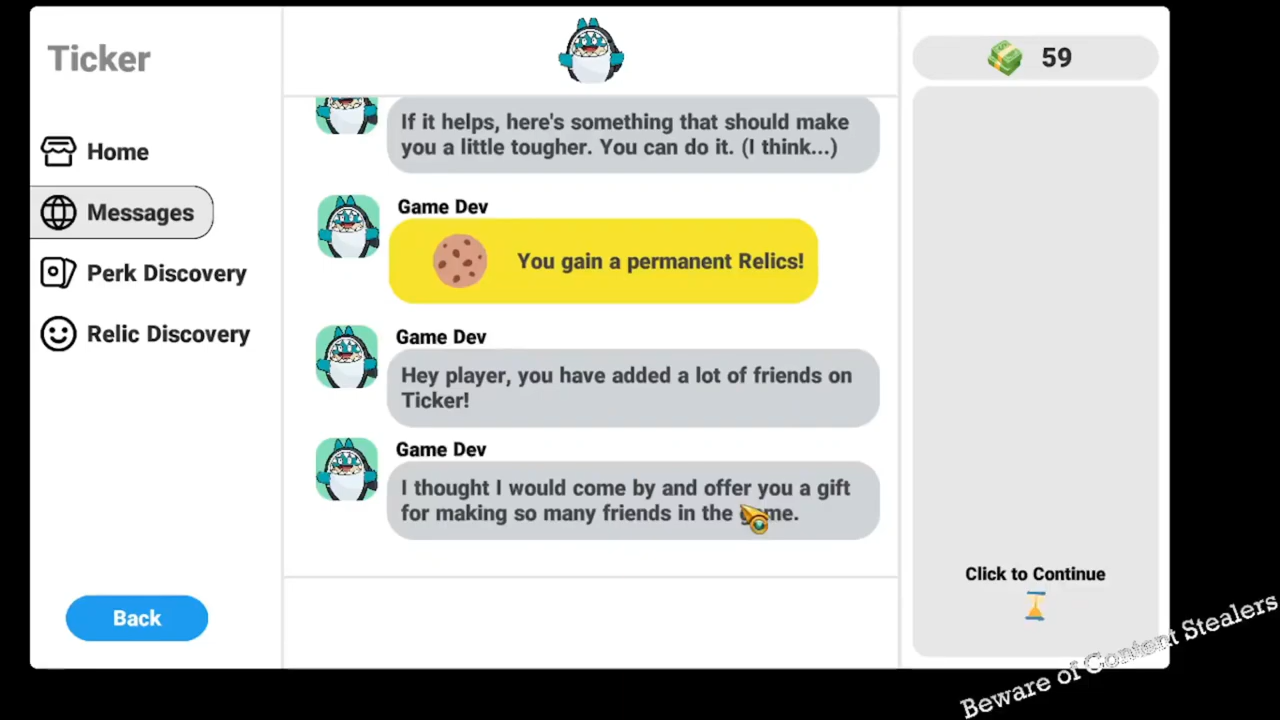 Ticker
59
If it helps, here's something that should make
you a little tougher. You can do it. (I think...)
Home
Messages
Game Dev
You gain a permanent Relics!
Perk Discovery
Relic Discovery
Game Dev
Hey player, you have added a lot of friends on
Ticker!
Game Dev
I thought I would come by and offer you a gift
for making so many friends in the game.
Click to Continue
Back
Beware of Content Stealers